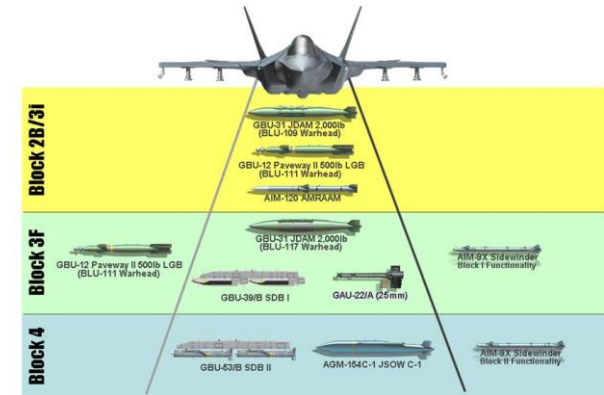 Block 2B/3i
GBU-31 JDAM 2,000lb
(BLU-109 Warhead)
GBU-12 Paveway II 500lb LGB
(BLU-111 Warhead)
AIM-120 AMRAAM
Block 3F
GBU-12 Paveway II 500lb LGB
(BLU-111 Warhead)
GBU-31 JDAM 2,000lb
(BLU-117 Warhead)
GBU-39/B SDB I
GAU-22/A (25mm)
AIM-9X Sidewinder
Block I Functionality
Block 4
GBU-53/B SDB II
AGM-154C-1 JSOW C-1
AIM-9X Sidewinder
Block II Functionality